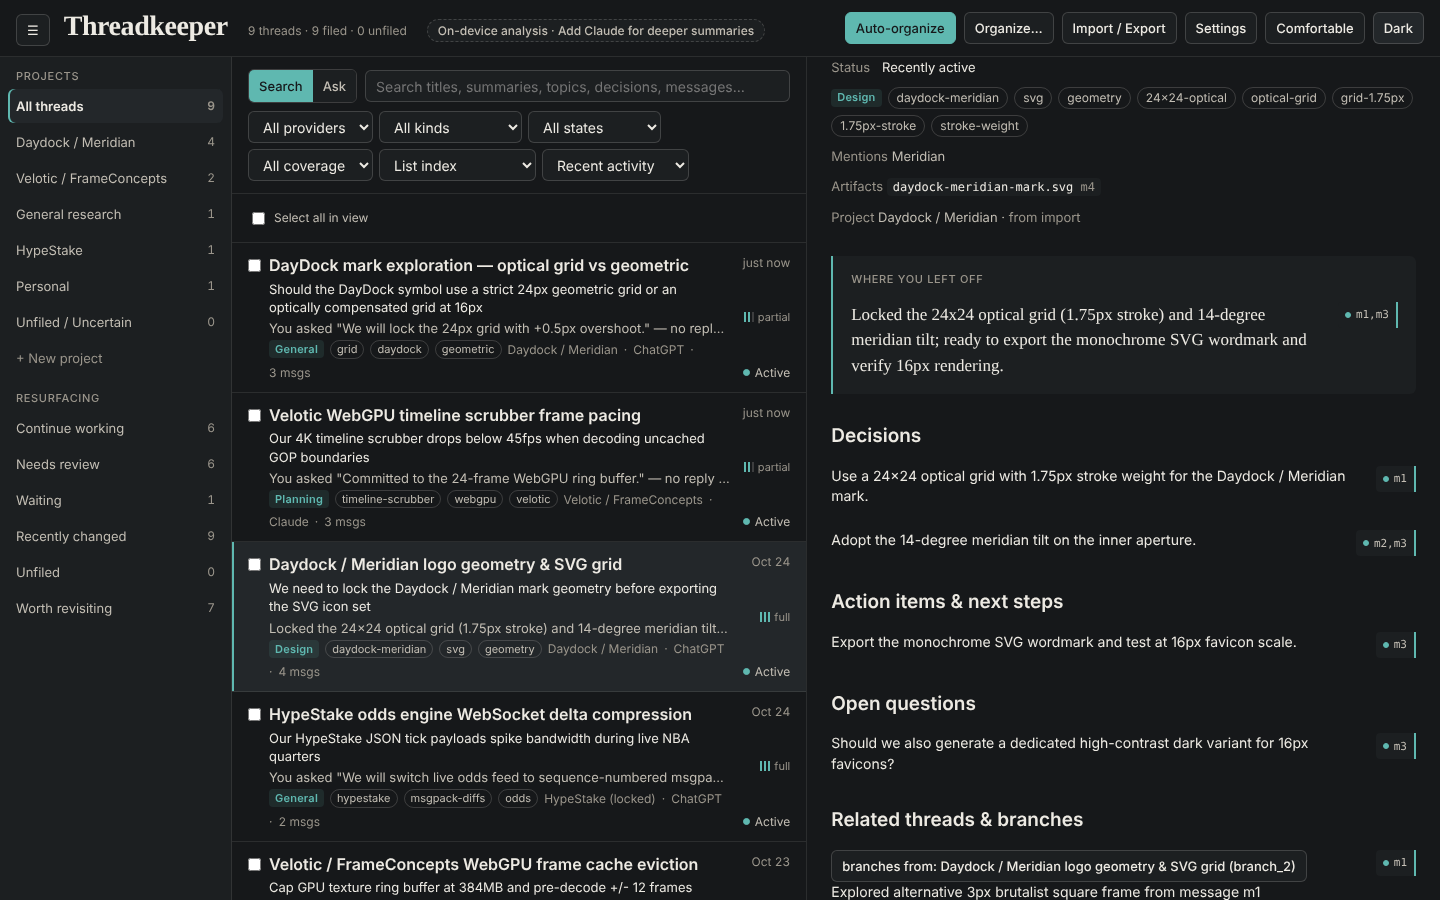 ☰ Threadkeeper 9 threads · 9 filed · 0 unfiled On-device analysis · Add Claude for deeper summaries Auto-organize Organize... Import / Export Settings Comfortable Dark
PROJECTS
All threads 9
Daydock / Meridian 4
Velotic / FrameConcepts 2
General research 1
HypeStake 1
Personal 1
Unfiled / Uncertain 0
+ New project
RESURFACING
Continue working 6
Needs review 6
Waiting 1
Recently changed 9
Unfiled 0
Worth revisiting 7
Search Ask Search titles, summaries, topics, decisions, messages...
All providers All kinds All states
All coverage List index Recent activity
Select all in view
DayDock mark exploration — optical grid vs geometric just now
Should the DayDock symbol use a strict 24px geometric grid or an
optically compensated grid at 16px
You asked "We will lock the 24px grid with +0.5px overshoot." — no repl... partial
General grid daydock geometric Daydock / Meridian · ChatGPT ·
3 msgs Active
Velotic WebGPU timeline scrubber frame pacing just now
Our 4K timeline scrubber drops below 45fps when decoding uncached
GOP boundaries
You asked "Committed to the 24-frame WebGPU ring buffer." — no reply ... partial
Planning timeline-scrubber webgpu velotic Velotic / FrameConcepts ·
Claude · 3 msgs Active
Daydock / Meridian logo geometry & SVG grid Oct 24
We need to lock the Daydock / Meridian mark geometry before exporting
the SVG icon set
Locked the 24×24 optical grid (1.75px stroke) and 14-degree meridian tilt... full
Design daydock-meridian svg geometry Daydock / Meridian · ChatGPT
· 4 msgs Active
HypeStake odds engine WebSocket delta compression Oct 24
Our HypeStake JSON tick payloads spike bandwidth during live NBA
quarters
You asked "We will switch live odds feed to sequence-numbered msgpa... full
General hypestake msgpack-diffs odds HypeStake (locked) · ChatGPT
· 2 msgs Active
Velotic / FrameConcepts WebGPU frame cache eviction Oct 23
Cap GPU texture ring buffer at 384MB and pre-decode +/- 12 frames
Status Recently active
Design daydock-meridian svg geometry 24×24-optical optical-grid grid-1.75px
1.75px-stroke stroke-weight
Mentions Meridian
Artifacts daydock-meridian-mark.svg m4
Project Daydock / Meridian · from import
WHERE YOU LEFT OFF
Locked the 24x24 optical grid (1.75px stroke) and 14-degree m1,m3
meridian tilt; ready to export the monochrome SVG wordmark and
verify 16px rendering.
Decisions
Use a 24×24 optical grid with 1.75px stroke weight for the Daydock / Meridian m1
mark.
Adopt the 14-degree meridian tilt on the inner aperture. m2,m3
Action items & next steps
Export the monochrome SVG wordmark and test at 16px favicon scale. m3
Open questions
Should we also generate a dedicated high-contrast dark variant for 16px m3
favicons?
Related threads & branches
branches from: Daydock / Meridian logo geometry & SVG grid (branch_2) m1
Explored alternative 3px brutalist square frame from message m1